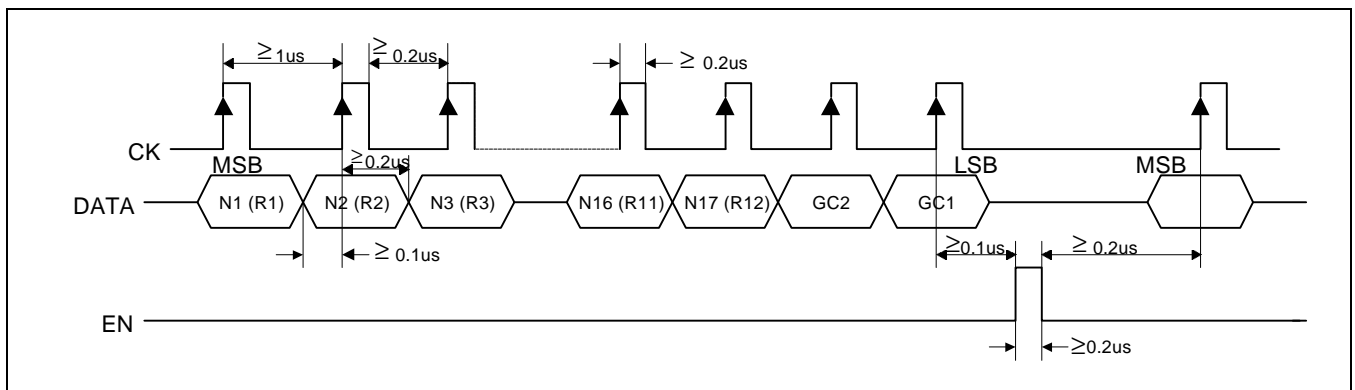 ≥ 1us
≥ 0.2us
≥ 0.2us
CK
MSB
≥0.2us
LSB
MSB
DATA
N1 (R1)
N2 (R2)
N3 (R3)
N16 (R11)
N17 (R12)
GC2
GC1
≥ 0.1us
≥0.1us
≥ 0.2us
EN
≥0.2us